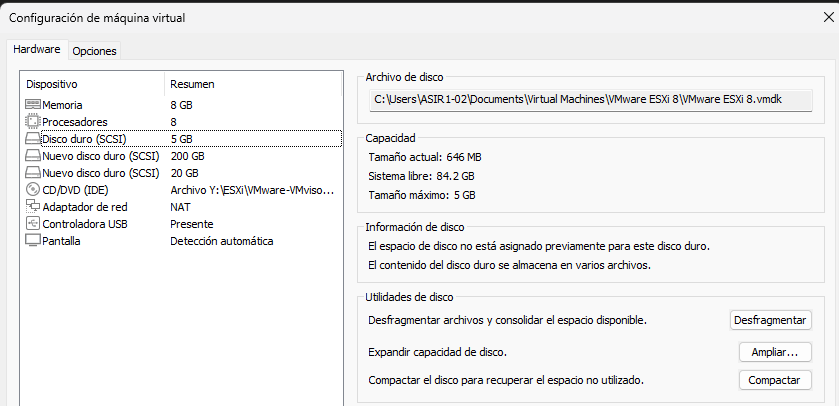 Configuración de máquina virtual
Hardware
Opciones
Dispositivo Resumen
Memoria 8 GB
Procesadores 8
Disco duro (SCSI) 5 GB
Nuevo disco duro (SCSI) 200 GB
Nuevo disco duro (SCSI) 20 GB
CD/DVD (IDE) Archivo Y:\ESXi\VMware-VMviso...
Adaptador de red NAT
Controladora USB Presente
Pantalla Detección automática
Archivo de disco
C:\Users\ASIR1-02\Documents\Virtual Machines\VMware ESXi 8\VMware ESXi 8.vmdk
Capacidad
Tamaño actual: 646 MB
Sistema libre: 84.2 GB
Tamaño máximo: 5 GB
Información de disco
El espacio de disco no está asignado previamente para este disco duro.
El contenido del disco duro se almacena en varios archivos.
Utilidades de disco
Desfragmentar archivos y consolidar el espacio disponible. Desfragmentar
Expandir capacidad de disco. Ampliar...
Compactar el disco para recuperar el espacio no utilizado. Compactar